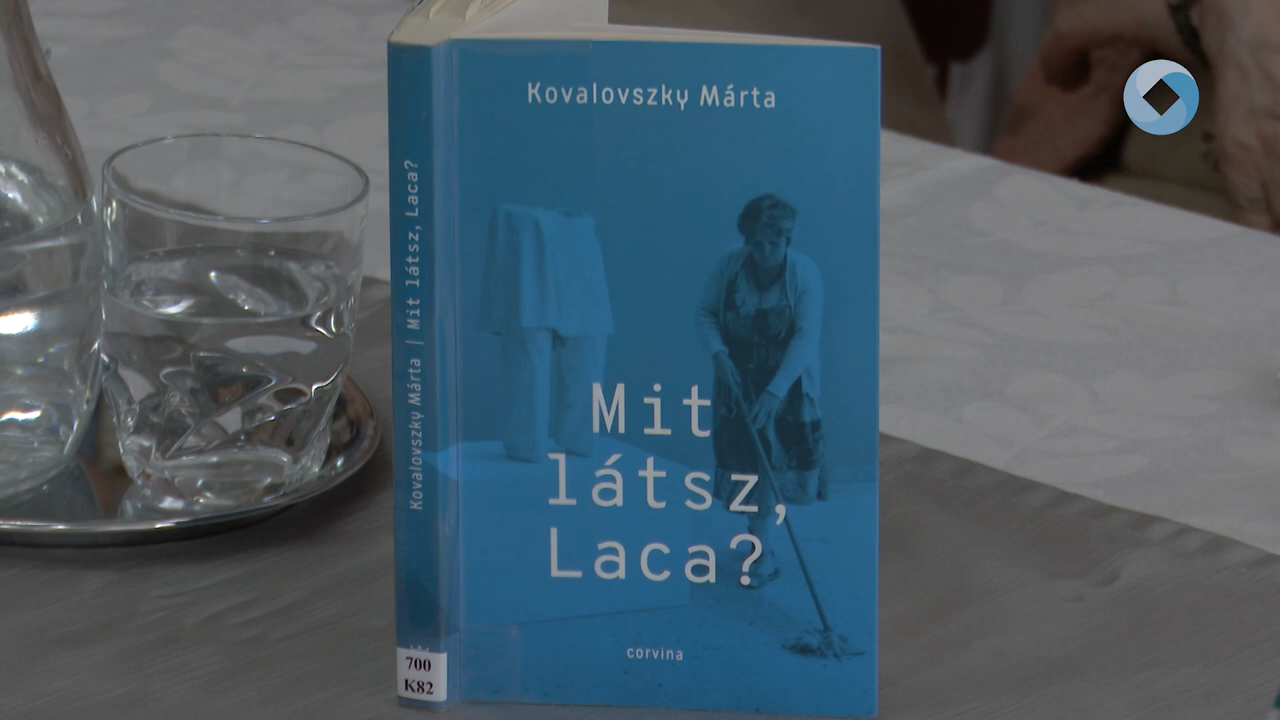 Kovalovszky Márta
Mit
látsz,
Laca?
corvina
Kovalovszky Márta | Mit látsz, Laca?
700
K82